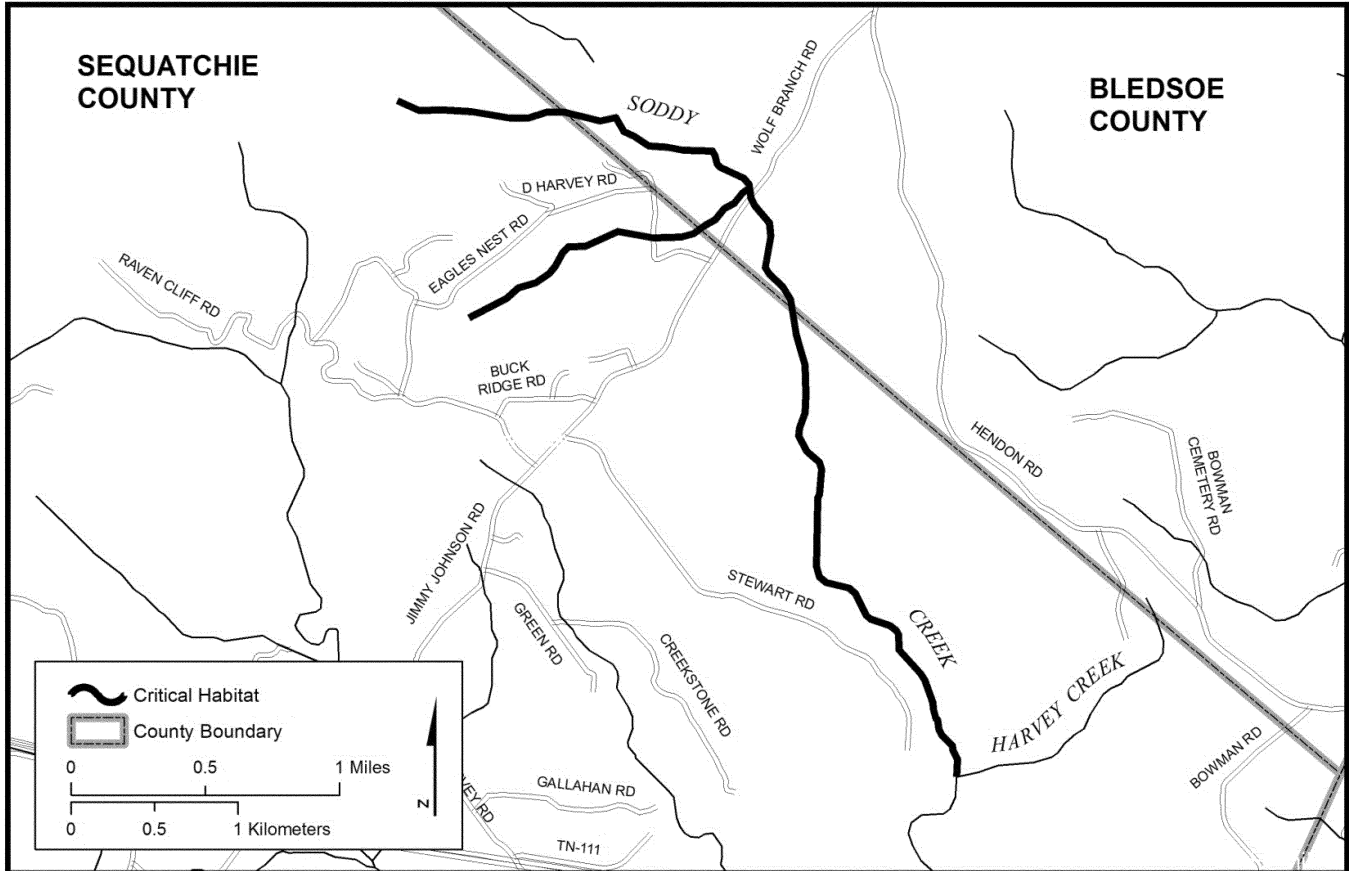 SEQUATCHIE
COUNTY
SODDY
WOLF BRANCH RD
BLEDSOE
COUNTY
D HARVEY RD
EAGLES NEST RD
RAVEN CLIFF RD
BUCK
RIDGE RD
HENDON RD
BOWMAN
CEMETERY RD
JIMMY JOHNSON RD
STEWART RD
GREEN RD
CREEKSTONE RD
CREEK
HARVEY CREEK
BOWMAN RD
Critical Habitat
County Boundary
0 0.5 1 Miles
0 0.5 1 Kilometers
N
VEY RD
GALLAHAN RD
TN-111